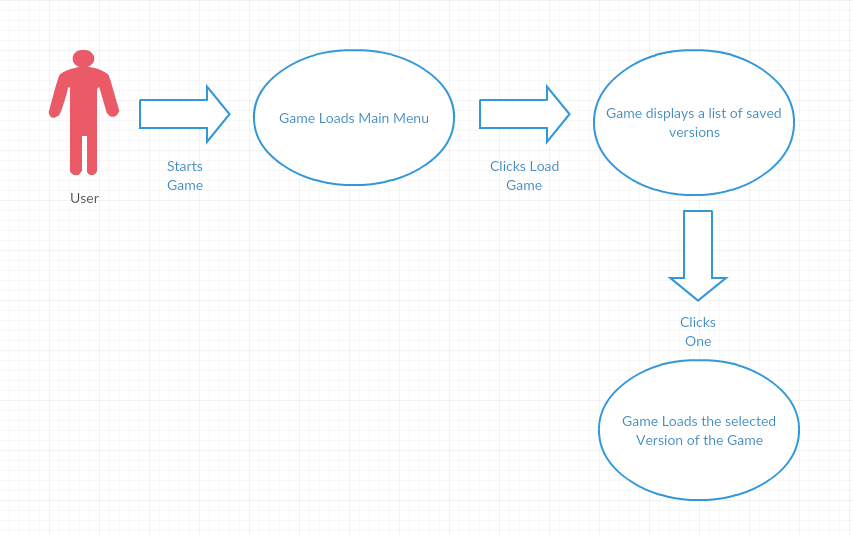 User
Starts
Game
Game Loads Main Menu
Clicks Load
Game
Game displays a list of saved
versions
Clicks
One
Game Loads the selected
Version of the Game